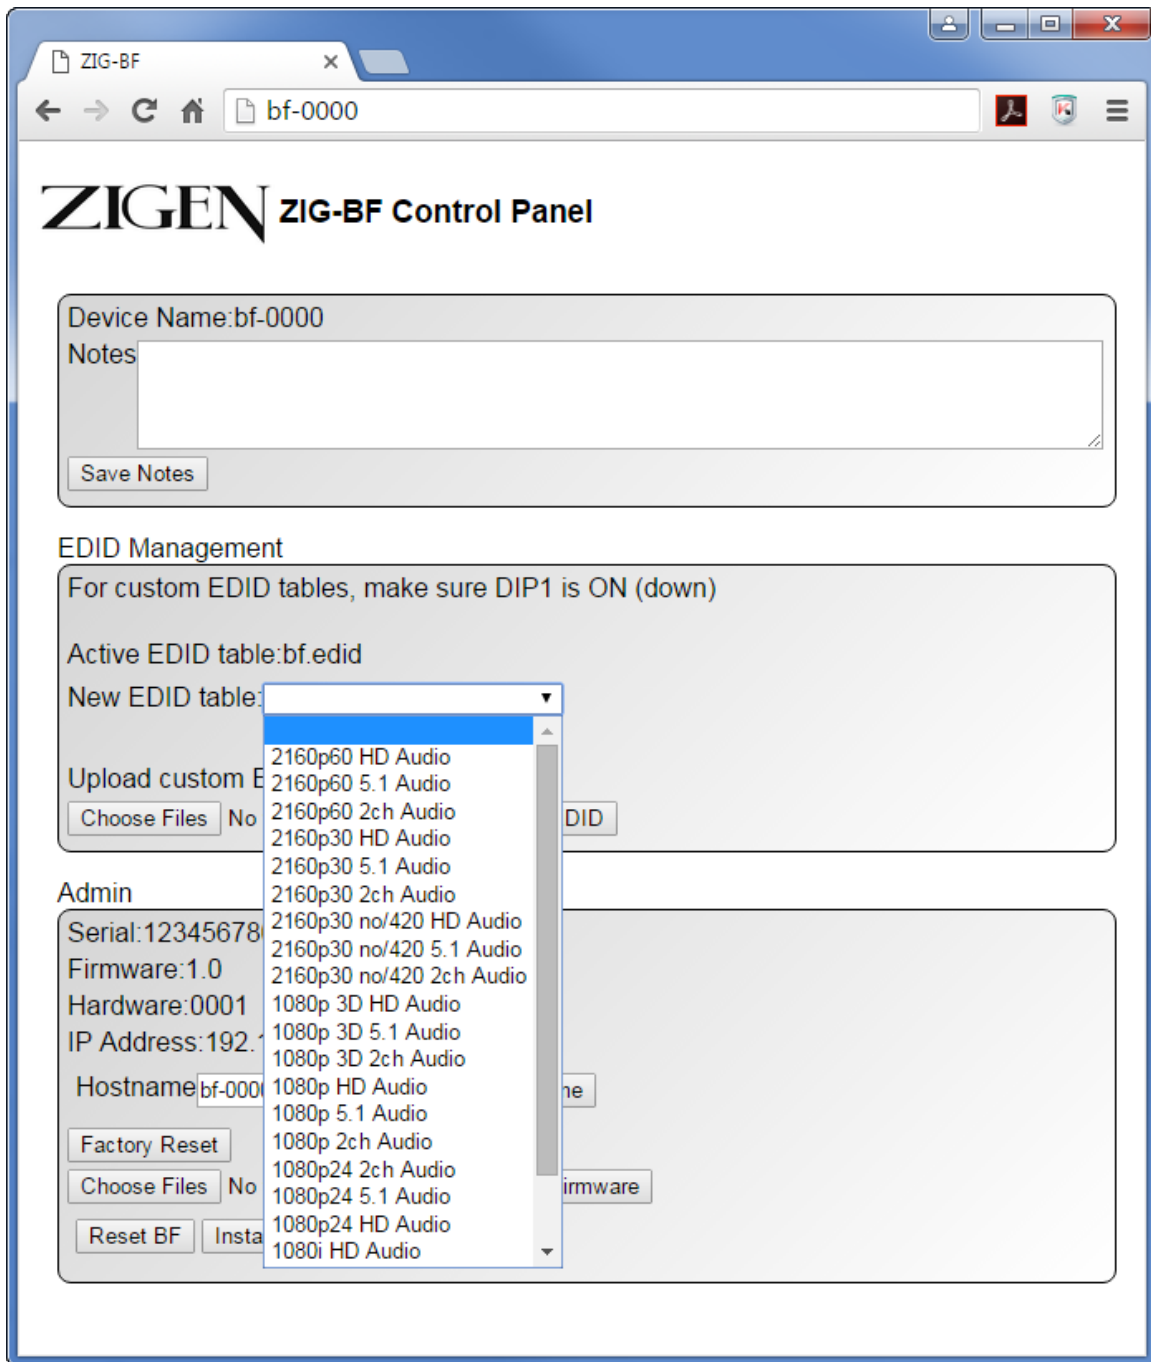 ZIG-BF
bf-0000
ZIGEN ZIG-BF Control Panel
Device Name:bf-0000
Notes
Save Notes
EDID Management
For custom EDID tables, make sure DIP1 is ON (down)
Active EDID table:bf.edid
New EDID table:
2160p60 HD Audio
2160p60 5.1 Audio
2160p60 2ch Audio
2160p30 HD Audio
2160p30 5.1 Audio
2160p30 2ch Audio
2160p30 no/420 HD Audio
2160p30 no/420 5.1 Audio
2160p30 no/420 2ch Audio
1080p 3D HD Audio
1080p 3D 5.1 Audio
1080p 3D 2ch Audio
1080p HD Audio
1080p 5.1 Audio
1080p 2ch Audio
1080p24 2ch Audio
1080p24 5.1 Audio
1080p24 HD Audio
1080i HD Audio
Upload custom
Choose Files No DID
Admin
Serial:12345678
Firmware:1.0
Hardware:0001
IP Address:192.
Hostname bf-000
Factory Reset
Choose Files No irmware
Reset BF Insta